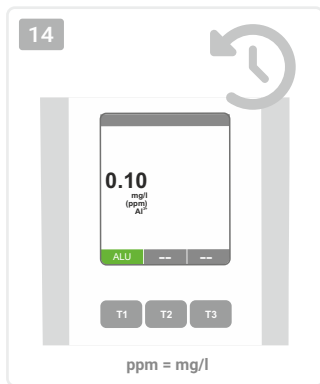 14
0.10
mg/l
(ppm)
Al³⁺
ALU -- --
T1 T2 T3
ppm = mg/l